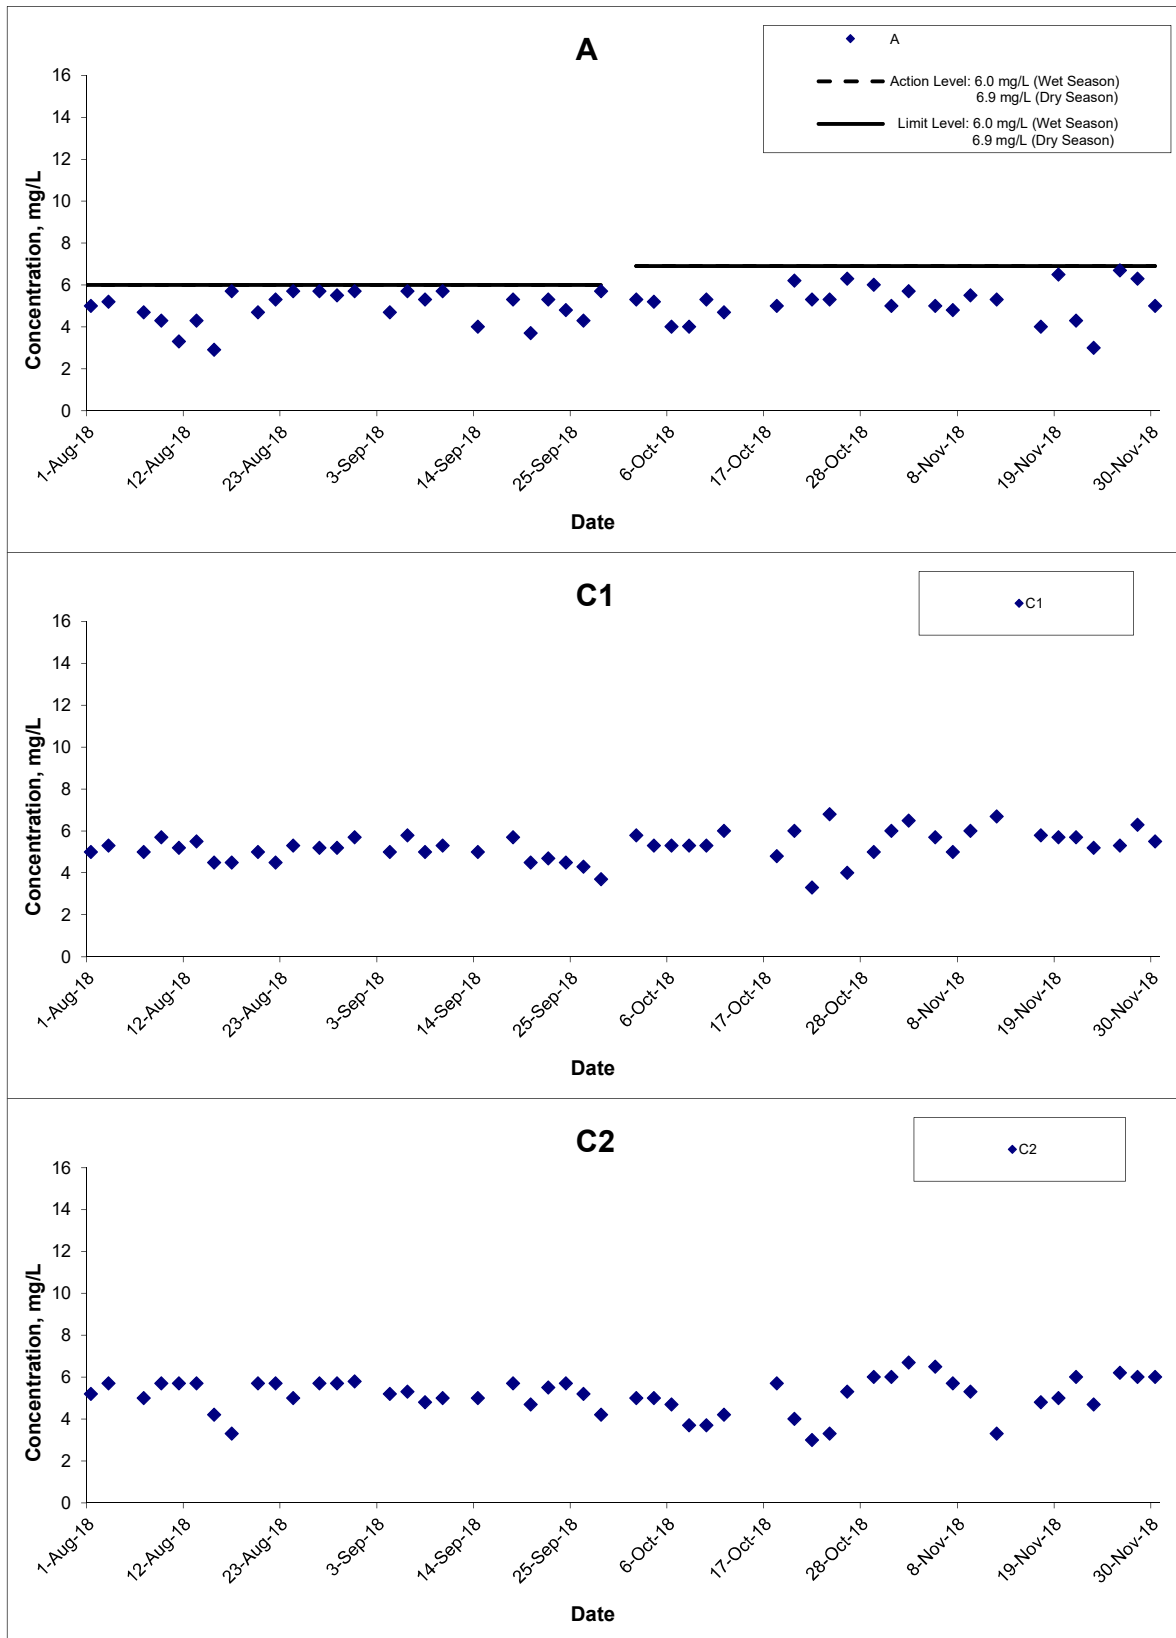 A
A
Action Level: 6.0 mg/L (Wet Season)
6.9 mg/L (Dry Season)
Limit Level: 6.0 mg/L (Wet Season)
6.9 mg/L (Dry Season)
Concentration, mg/L
16
14
12
10
8
6
4
2
0
1-Aug-18
12-Aug-18
23-Aug-18
3-Sep-18
14-Sep-18
25-Sep-18
6-Oct-18
17-Oct-18
28-Oct-18
8-Nov-18
19-Nov-18
30-Nov-18
Date
C1
C1
Concentration, mg/L
16
14
12
10
8
6
4
2
0
1-Aug-18
12-Aug-18
23-Aug-18
3-Sep-18
14-Sep-18
25-Sep-18
6-Oct-18
17-Oct-18
28-Oct-18
8-Nov-18
19-Nov-18
30-Nov-18
Date
C2
C2
Concentration, mg/L
16
14
12
10
8
6
4
2
0
1-Aug-18
12-Aug-18
23-Aug-18
3-Sep-18
14-Sep-18
25-Sep-18
6-Oct-18
17-Oct-18
28-Oct-18
8-Nov-18
19-Nov-18
30-Nov-18
Date